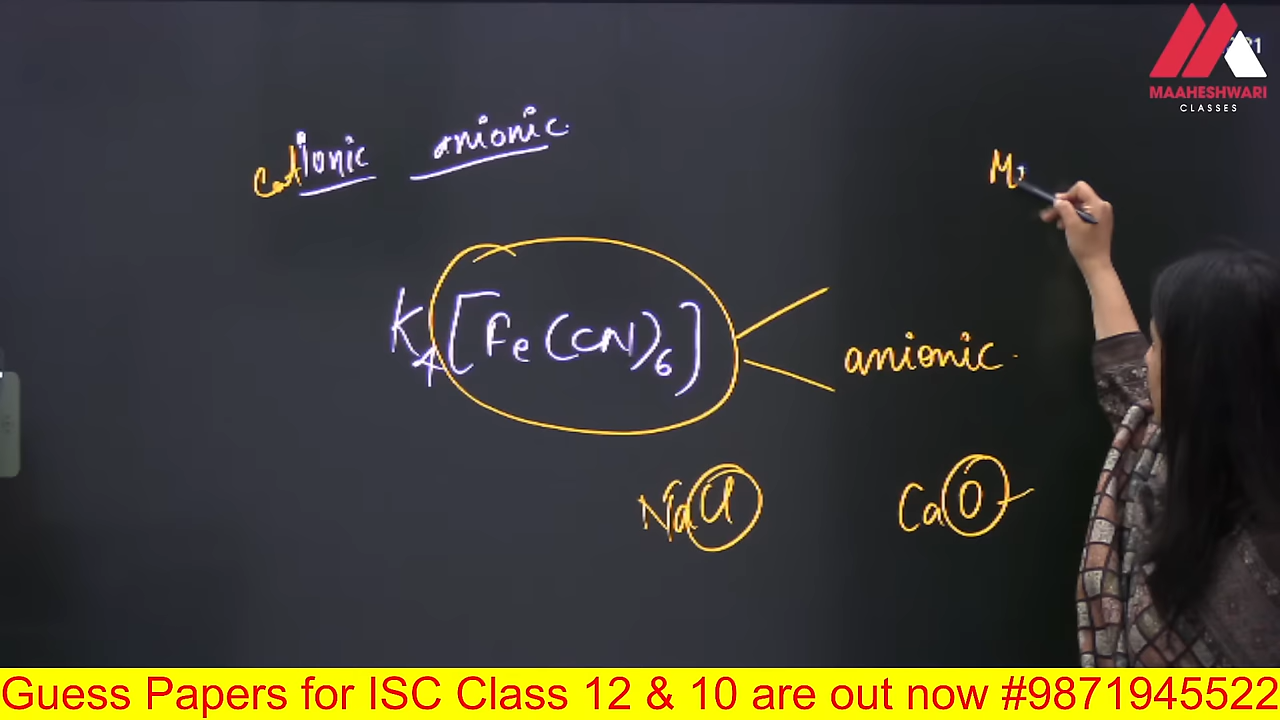 MAAHESHWARI
CLASSES
cationic anionic
K4[Fe(CN)6]
anionic.
NaCl CaO
Guess Papers for ISC Class 12 & 10 are out now #9871945522